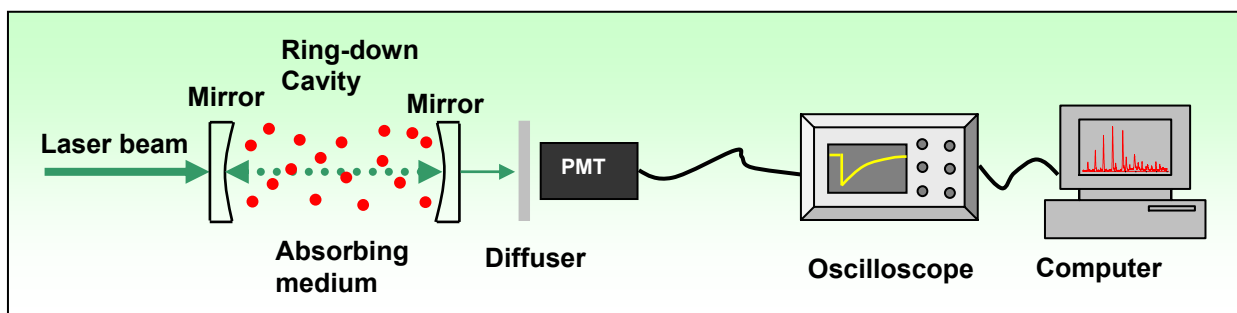 Ring-down
Cavity
Mirror
Mirror
Laser beam
PMT
Absorbing
medium
Diffuser
Oscilloscope
Computer